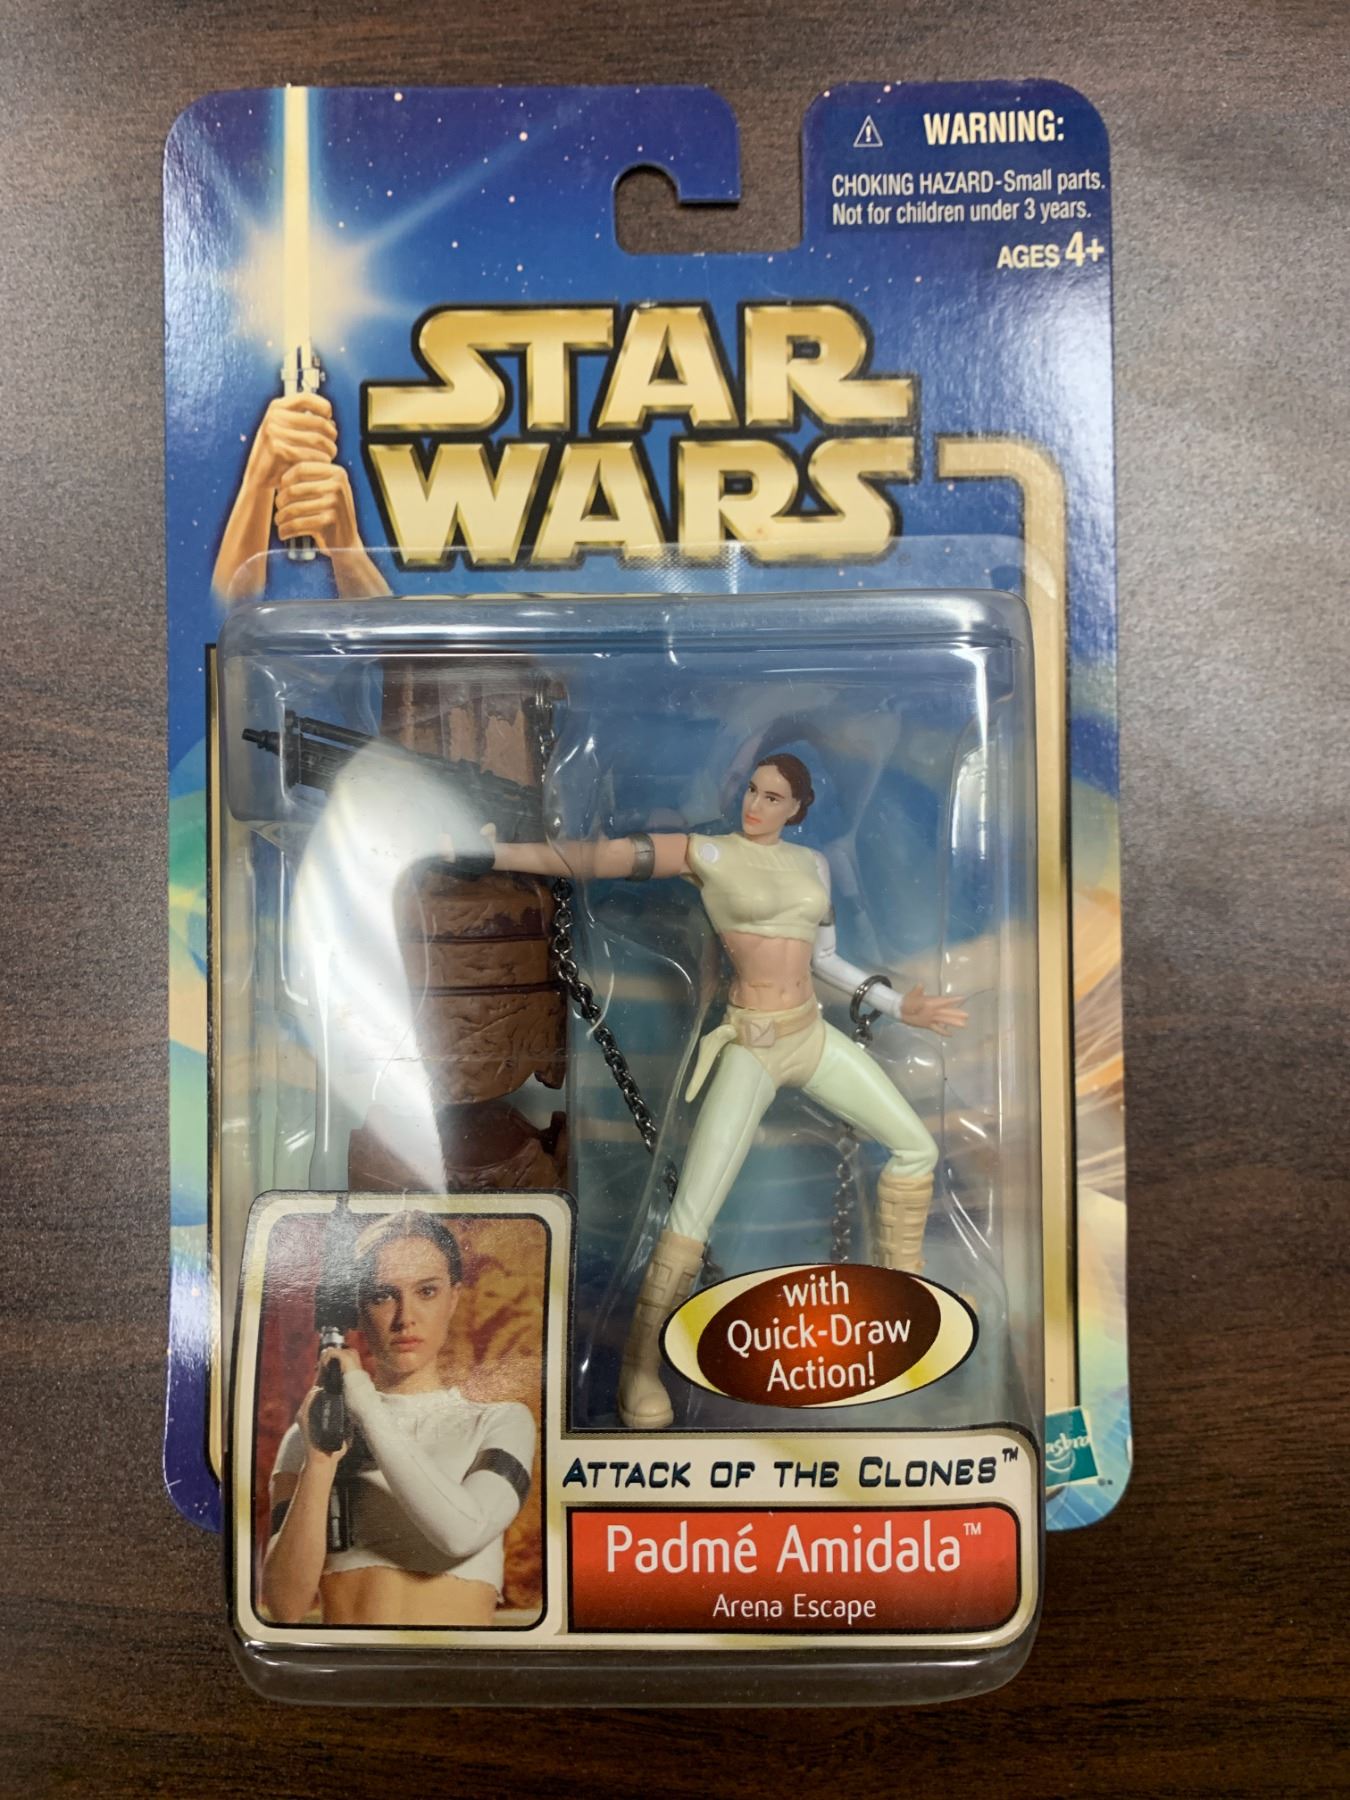 WARNING:
CHOKING HAZARD-Small parts.
Not for children under 3 years.
AGES 4+
STAR
WARS
with
Quick-Draw
Action!
ATTACK OF THE CLONES™
Padmé Amidala™
Arena Escape